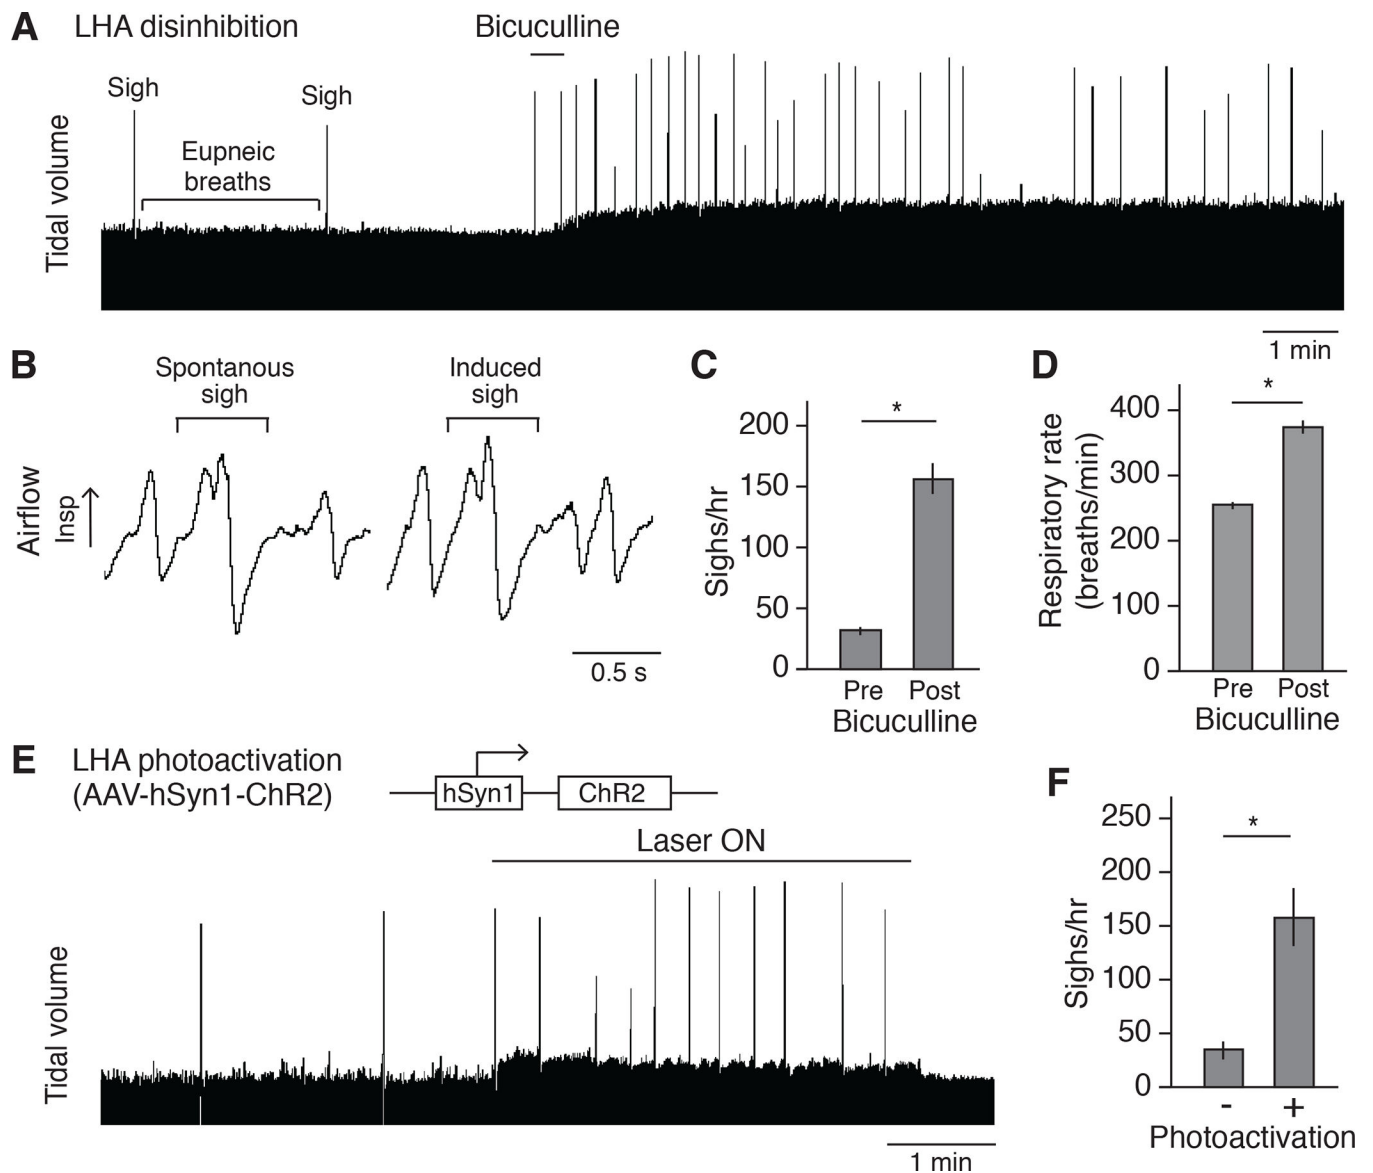 A
LHA disinhibition
Bicuculline
Sigh
Sigh
Eupneic
breaths
Tidal volume
1 min
B
Spontanous
sigh
Induced
sigh
Airflow
Insp
0.5 s
C
Sighs/hr
200
150
100
50
0
Pre
Post
Bicuculline
*
D
Respiratory rate
(breaths/min)
400
300
200
100
0
Pre
Post
Bicuculline
*
E
LHA photoactivation
(AAV-hSyn1-ChR2)
hSyn1
ChR2
Laser ON
Tidal volume
1 min
F
Sighs/hr
250
200
150
100
50
0
*
-
+
Photoactivation